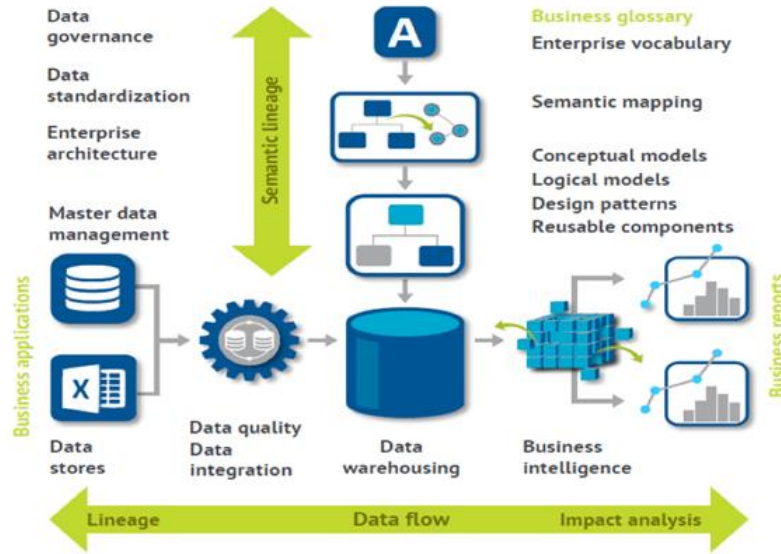 Data
governance
Data
standardization
Enterprise
architecture
Master data
management
Semantic lineage
A
Business glossary
Enterprise vocabulary
Semantic mapping
Conceptual models
Logical models
Design patterns
Reusable components
Business applications
X
Data
stores
Data quality
Data
integration
Data
warehousing
Business
intelligence
Business reports
Lineage
Data flow
Impact analysis